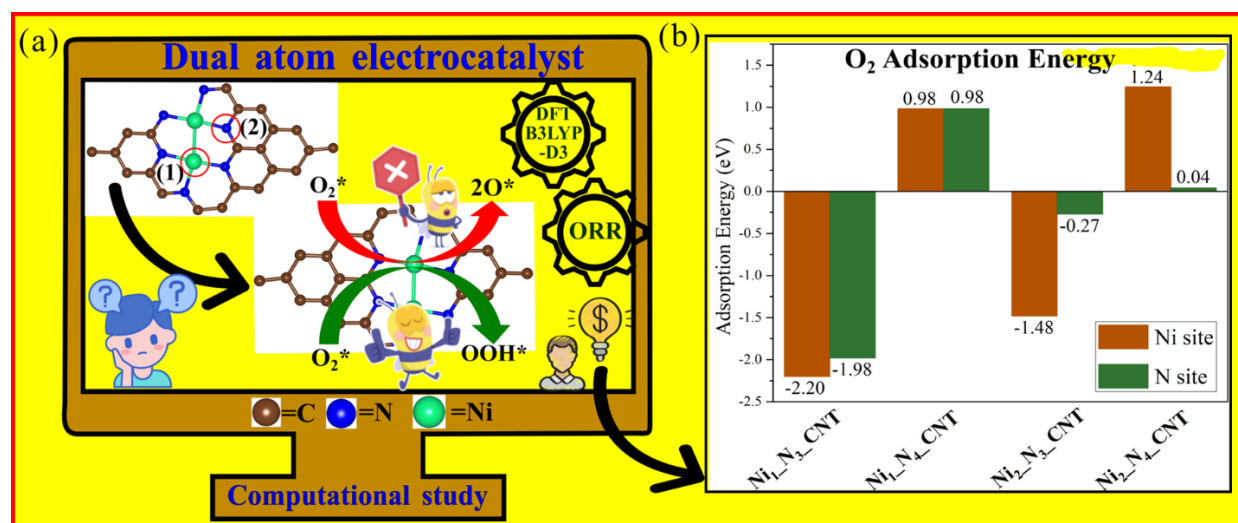 (a)
Dual atom electrocatalyst
(2)
(1)
DFT
B3LYP
-D3
O₂*
2O*
ORR
? ?
$
O₂*
OOH*
=C =N =Ni
Computational study
(b)
O₂ Adsorption Energy
Adsorption Energy (eV)
1.5
1.0
0.5
0.0
-0.5
-1.0
-1.5
-2.0
-2.5
-2.20
-1.98
0.98
0.98
-1.48
-0.27
1.24
0.04
Ni site
N site
Ni₁_N₃_CNT
Ni₁_N₄_CNT
Ni₂_N₃_CNT
Ni₂_N₄_CNT